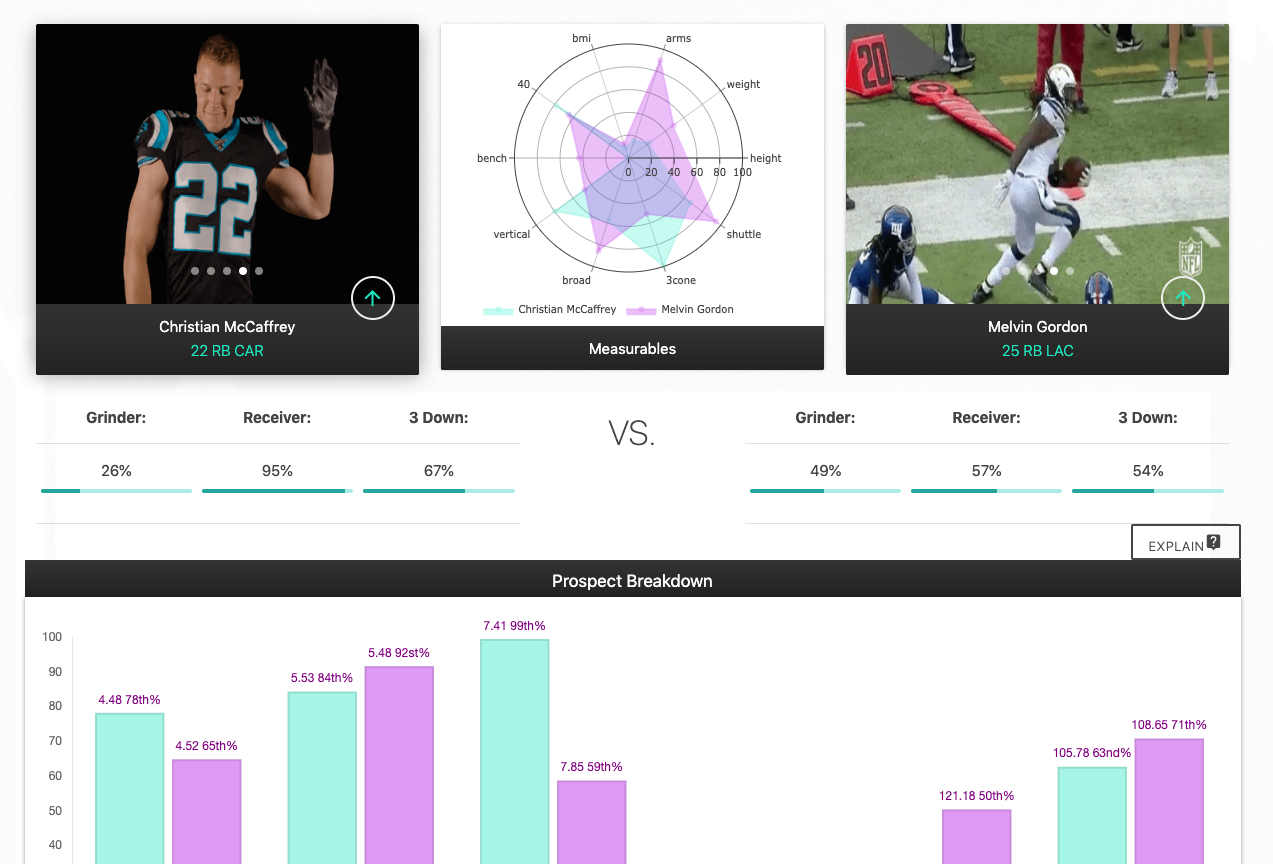 22
bmi
arms
40
weight
bench
height
0 20 40 60 80 100
vertical
shuttle
broad
3cone
Christian McCaffrey Melvin Gordon
Measurables
20
NFL
Christian McCaffrey
22 RB CAR
Melvin Gordon
25 RB LAC
Grinder: Receiver: 3 Down:
26% 95% 67%
VS.
Grinder: Receiver: 3 Down:
49% 57% 54%
EXPLAIN ?
Prospect Breakdown
100
90
80
70
60
50
40
4.48 78th%
4.52 65th%
5.53 84th%
5.48 92st%
7.41 99th%
7.85 59th%
121.18 50th%
105.78 63nd%
108.65 71th%